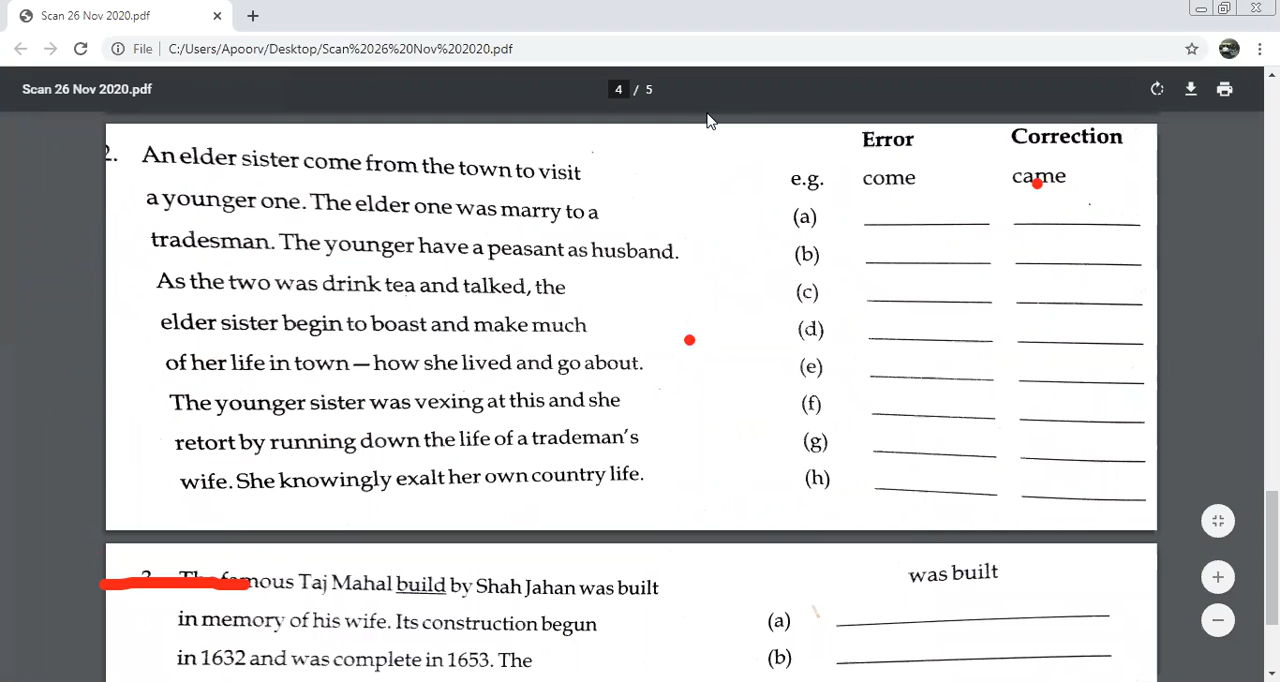 Scan 26 Nov 2020.pdf
File C:/Users/Apoorv/Desktop/Scan%2026%20Nov%202020.pdf
Scan 26 Nov 2020.pdf
4 / 5
Error Correction
2. An elder sister come from the town to visit e.g. come came
a younger one. The elder one was marry to a (a)
tradesman. The younger have a peasant as husband. (b)
As the two was drink tea and talked, the (c)
elder sister begin to boast and make much (d)
of her life in town — how she lived and go about. (e)
The younger sister was vexing at this and she (f)
retort by running down the life of a trademan's (g)
wife. She knowingly exalt her own country life. (h)
The famous Taj Mahal build by Shah Jahan was built was built
in memory of his wife. Its construction begun (a)
in 1632 and was complete in 1653. The (b)